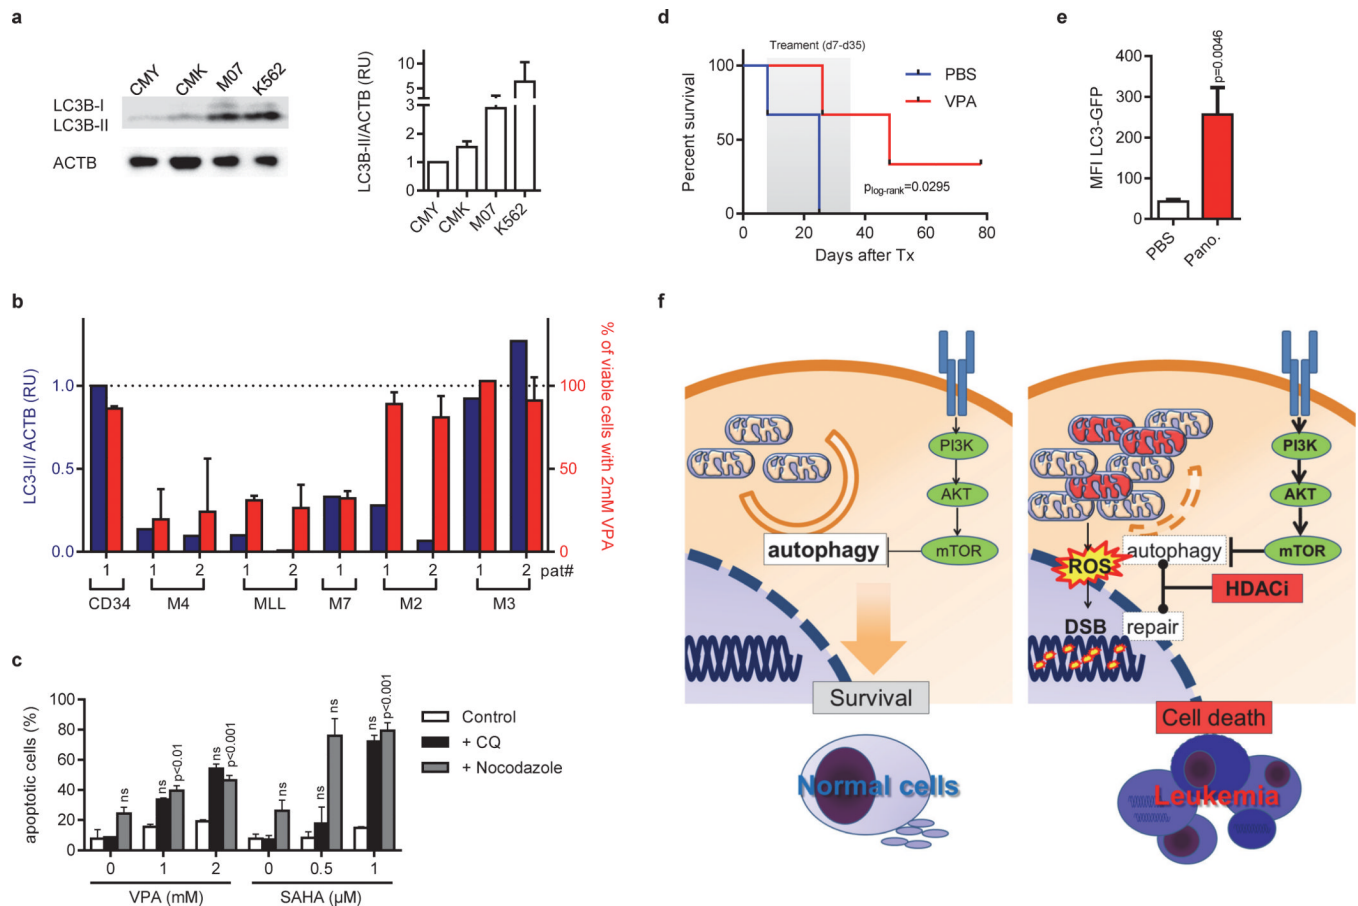 a
CMY
CMK
M07
K562
LC3B-I
LC3B-II
ACTB
LC3B-II/ACTB (RU)
10
5
3
2
1
0
CMY
CMK
M07
K562
b
LC3-II/ ACTB (RU)
1.0
0.5
0.0
% of viable cells with 2mM VPA
100
50
0
1 2 1 2 1 1 2 1 2 pat#
CD34 M4 MLL M7 M2 M3
c
apoptotic cells (%)
100
80
60
40
20
0
ns
ns
p<0.01
ns
p<0.001
ns
ns
ns
ns
p<0.001
Control
+ CQ
+ Nocodazole
0 1 2 0 0.5 1
VPA (mM) SAHA (µM)
d
Treament (d7-d35)
Percent survival
100
50
0
PBS
VPA
plog-rank=0.0295
0 20 40 60 80
Days after Tx
e
MFI LC3-GFP
400
300
200
100
0
p=0.0046
PBS
Pano.
f
PI3K
AKT
autophagy
mTOR
Survival
Normal cells
PI3K
AKT
ROS
autophagy
mTOR
HDACi
DSB
repair
Cell death
Leukemia